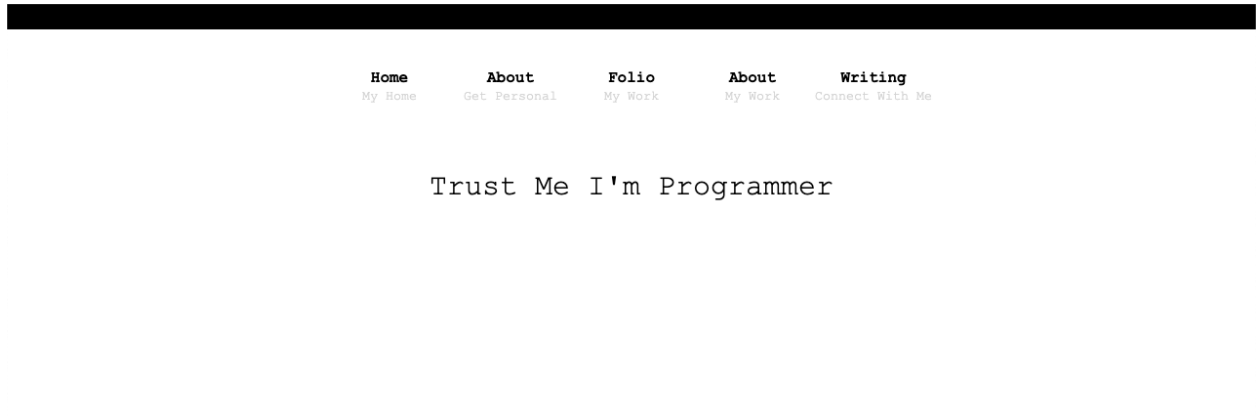 Home About Folio About Writing
My Home Get Personal My Work My Work Connect With Me
Trust Me I'm Programmer